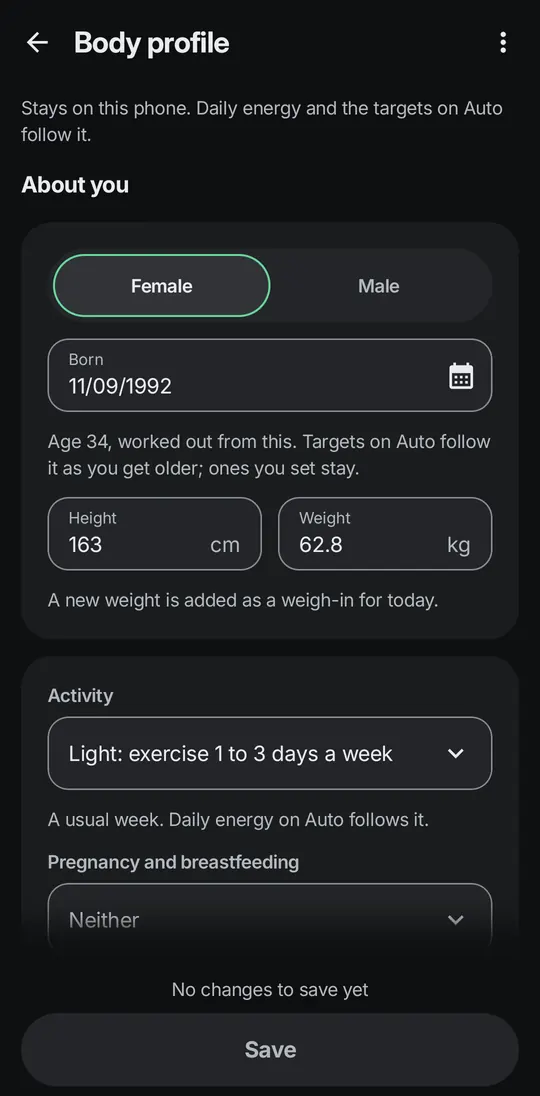 Body profile
Stays on this phone. Daily energy and the targets on Auto
follow it.
About you
Female
Male
Born
11/09/1992
Age 34, worked out from this. Targets on Auto follow
it as you get older; ones you set stay.
Height
163 cm
Weight
62.8 kg
A new weight is added as a weigh-in for today.
Activity
Light: exercise 1 to 3 days a week
A usual week. Daily energy on Auto follows it.
Pregnancy and breastfeeding
Neither
No changes to save yet
Save